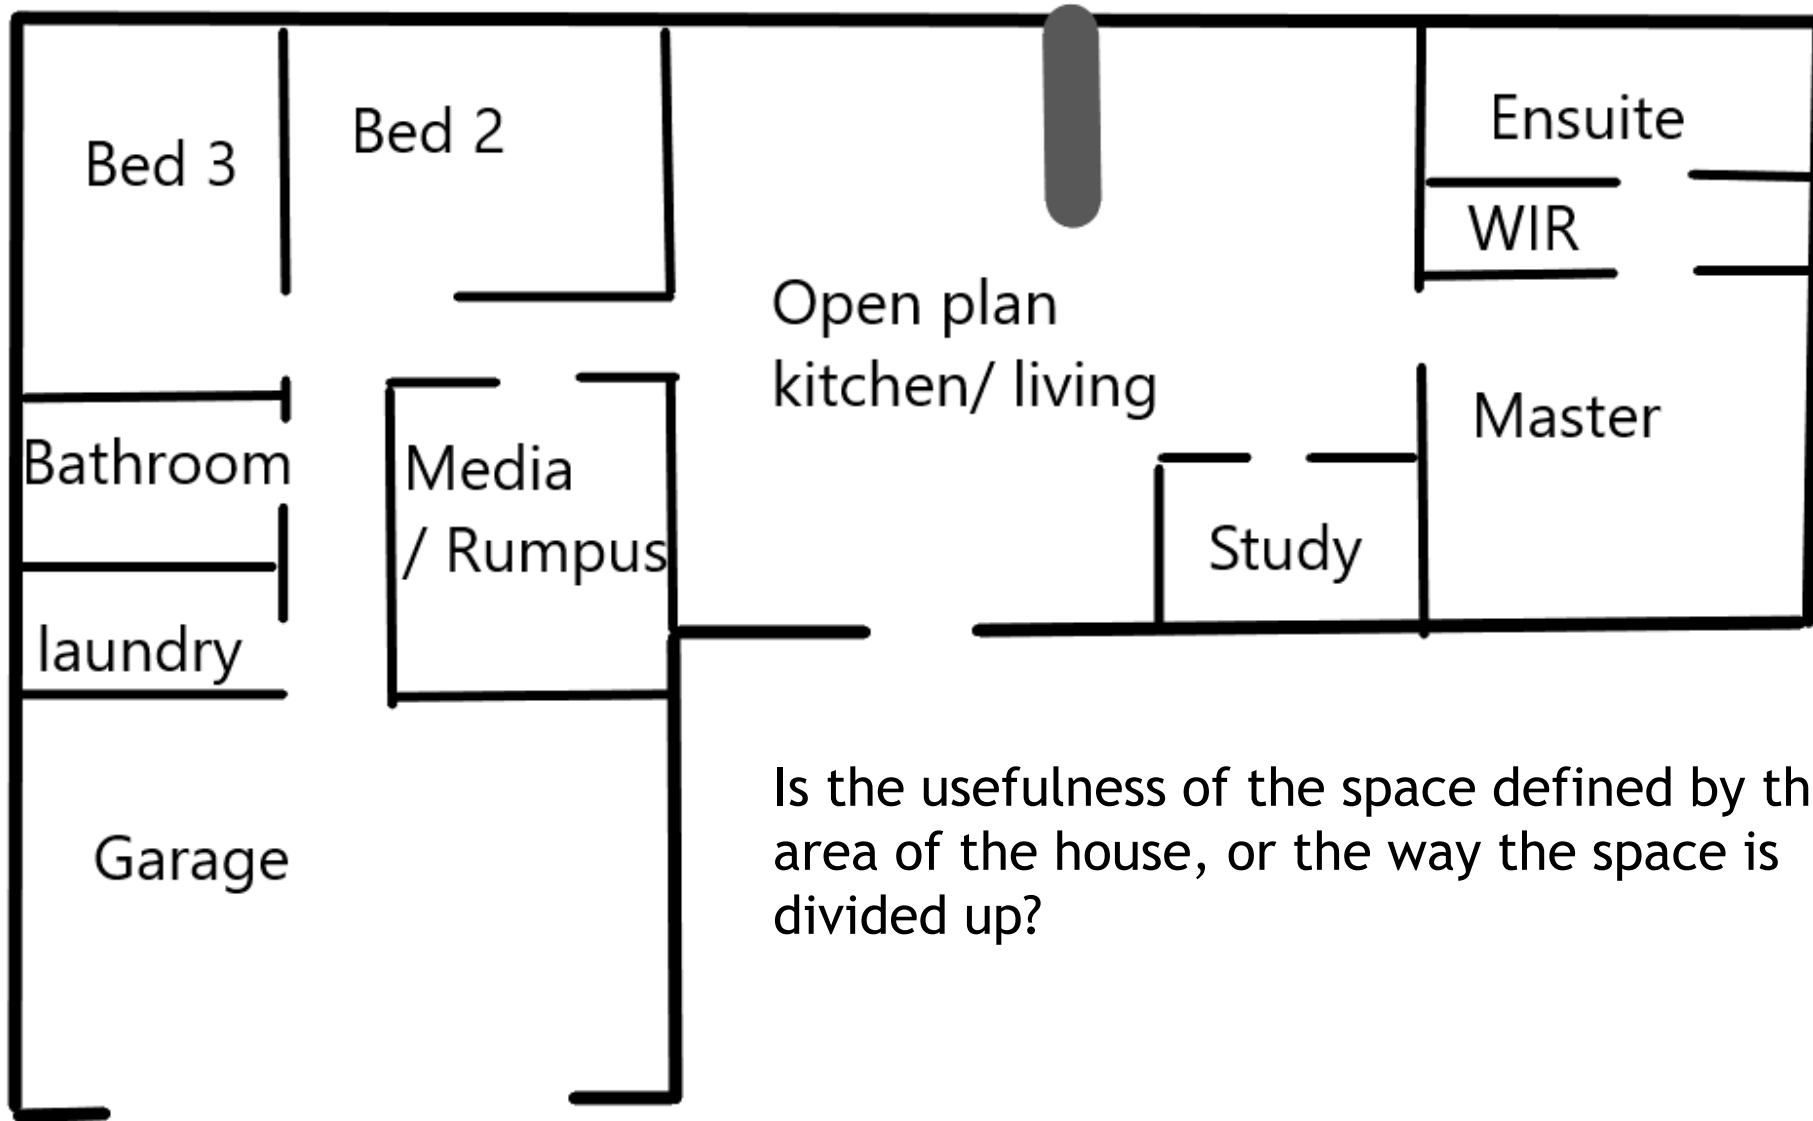 Bed 3
Bed 2
Ensuite
WIR
Open plan
kitchen/ living
Master
Bathroom
Media
/ Rumpus
Study
laundry
Garage
Is the usefulness of the space defined by th
area of the house, or the way the space is
divided up?